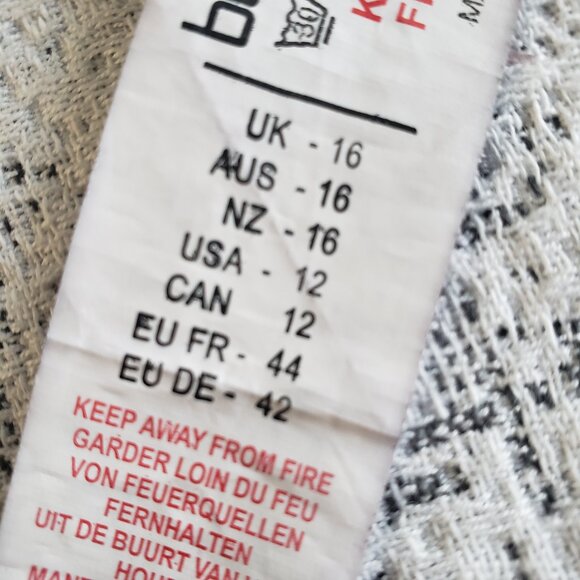 30
UK - 16
AUS - 16
NZ - 16
USA - 12
CAN 12
EU FR - 44
EU DE - 42
KEEP AWAY FROM FIRE
GARDER LOIN DU FEU
VON FEUERQUELLEN
FERNHALTEN
UIT DE BUURT VAN